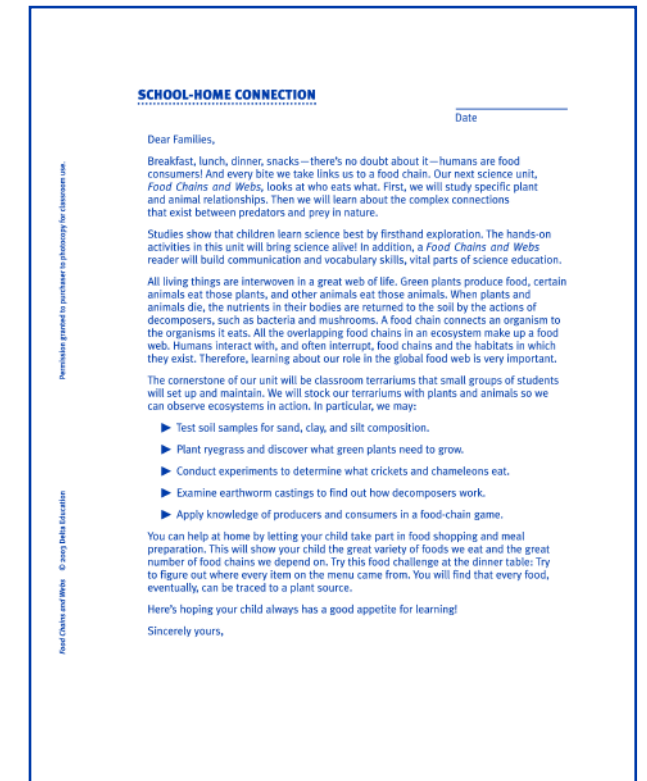 SCHOOL-HOME CONNECTION
Date
Dear Families,
Breakfast, lunch, dinner, snacks—there's no doubt about it—humans are food
consumers! And every bite we take links us to a food chain. Our next science unit,
Food Chains and Webs, looks at who eats what. First, we will study specific plant
and animal relationships. Then we will learn about the complex connections
that exist between predators and prey in nature.
Studies show that children learn science best by firsthand exploration. The hands-on
activities in this unit will bring science alive! In addition, a Food Chains and Webs
reader will build communication and vocabulary skills, vital parts of science education.
All living things are interwoven in a great web of life. Green plants produce food, certain
animals eat those plants, and other animals eat those animals. When plants and
animals die, the nutrients in their bodies are returned to the soil by the actions of
decomposers, such as bacteria and mushrooms. A food chain connects an organism to
the organisms it eats. All the overlapping food chains in an ecosystem make up a food
web. Humans interact with, and often interrupt, food chains and the habitats in which
they exist. Therefore, learning about our role in the global food web is very important.
The cornerstone of our unit will be classroom terrariums that small groups of students
will set up and maintain. We will stock our terrariums with plants and animals so we
can observe ecosystems in action. In particular, we may:
▶ Test soil samples for sand, clay, and silt composition.
▶ Plant ryegrass and discover what green plants need to grow.
▶ Conduct experiments to determine what crickets and chameleons eat.
▶ Examine earthworm castings to find out how decomposers work.
▶ Apply knowledge of producers and consumers in a food-chain game.
You can help at home by letting your child take part in food shopping and meal
preparation. This will show your child the great variety of foods we eat and the great
number of food chains we depend on. Try this food challenge at the dinner table: Try
to figure out where every item on the menu came from. You will find that every food,
eventually, can be traced to a plant source.
Here's hoping your child always has a good appetite for learning!
Sincerely yours,
Permission granted to purchaser to photocopy for classroom use.
Food Chains and Webs © 2003 Delta Education